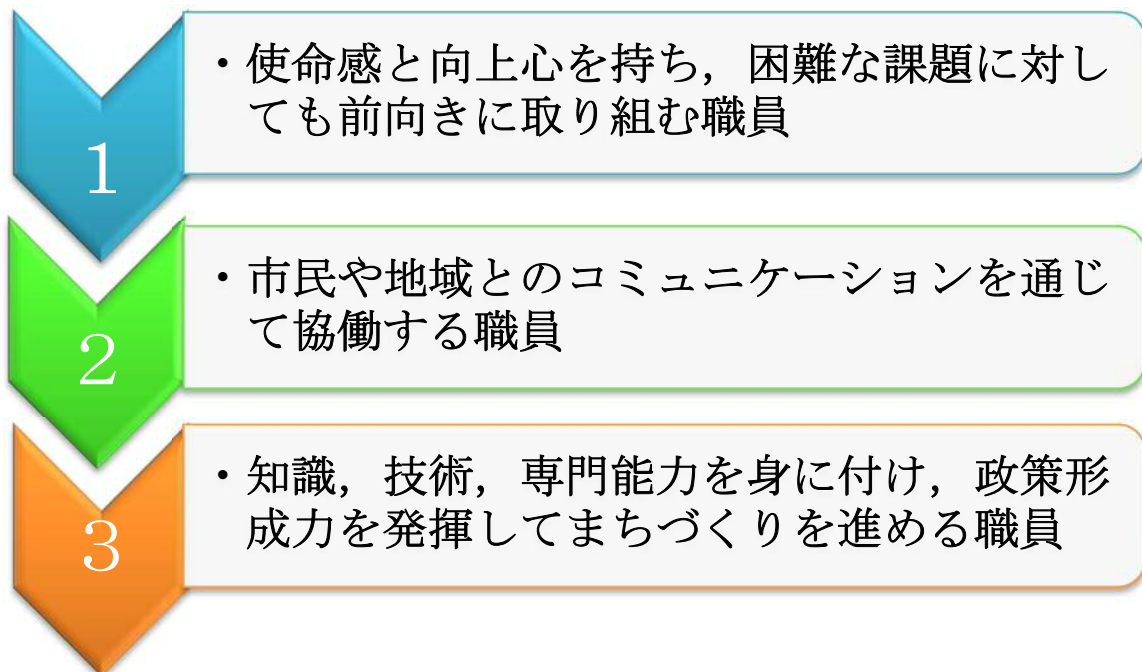 1
・使命感と向上心を持ち，困難な課題に対し
ても前向きに取り組む職員
2
・市民や地域とのコミュニケーションを通じ
て協働する職員
3
・知識，技術，専門能力を身に付け，政策形
成力を発揮してまちづくりを進める職員